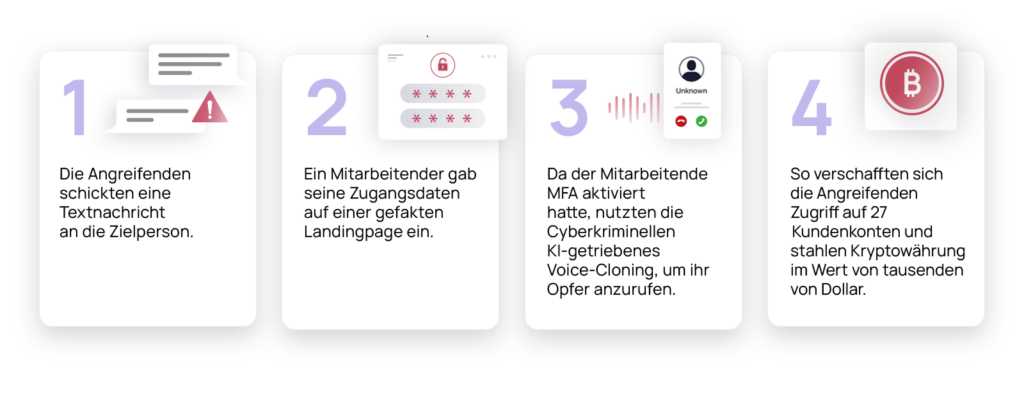 1
Die Angreifenden
schickten eine
Textnachricht
an die Zielperson.
2
* * * *
* * * *
Ein Mitarbeitender gab
seine Zugangsdaten
auf einer gefakten
Landingpage ein.
3
Unknown
Da der Mitarbeitende
MFA aktiviert
hatte, nutzten die
Cyberkriminellen
KI-getriebenes
Voice-Cloning, um ihr
Opfer anzurufen.
4
So verschafften sich
die Angreifenden
Zugriff auf 27
Kundenkonten und
stahlen Kryptowährung
im Wert von tausenden
von Dollar.